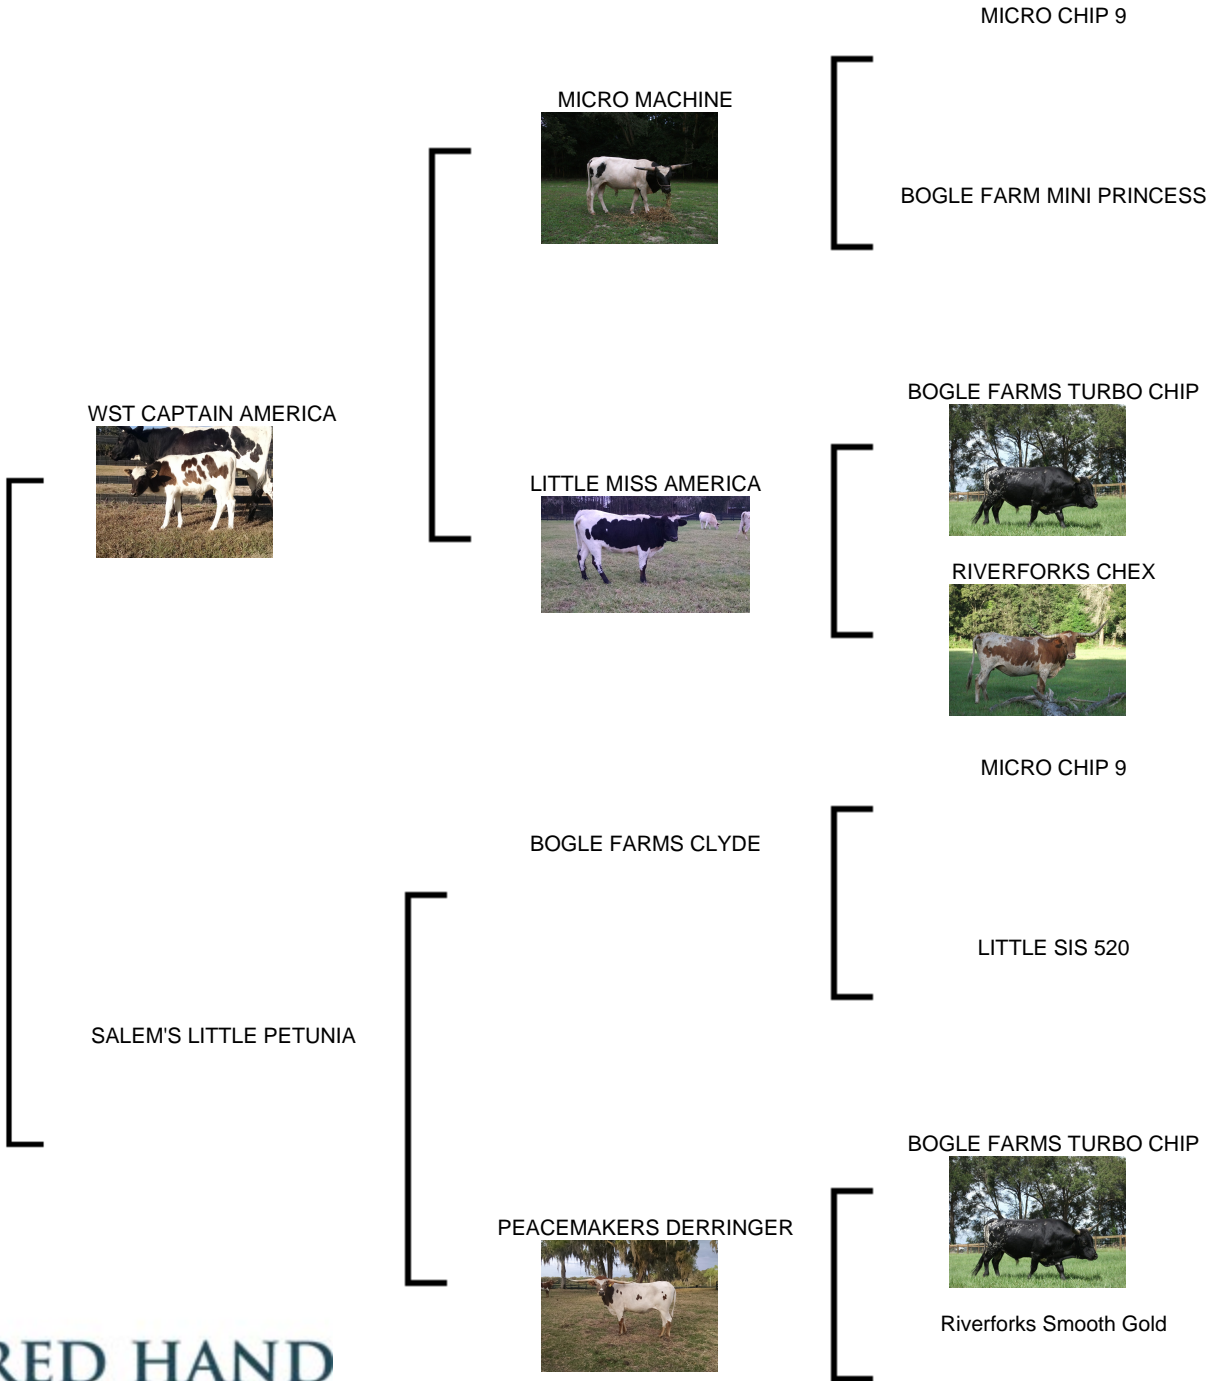 MICRO CHIP 9
MICRO MACHINE
BOGLE FARM MINI PRINCESS
BOGLE FARMS TURBO CHIP
WST CAPTAIN AMERICA
LITTLE MISS AMERICA
RIVERFORKS CHEX
MICRO CHIP 9
BOGLE FARMS CLYDE
LITTLE SIS 520
SALEM'S LITTLE PETUNIA
BOGLE FARMS TURBO CHIP
PEACEMAKERS DERRINGER
Riverforks Smooth Gold
RED HAND